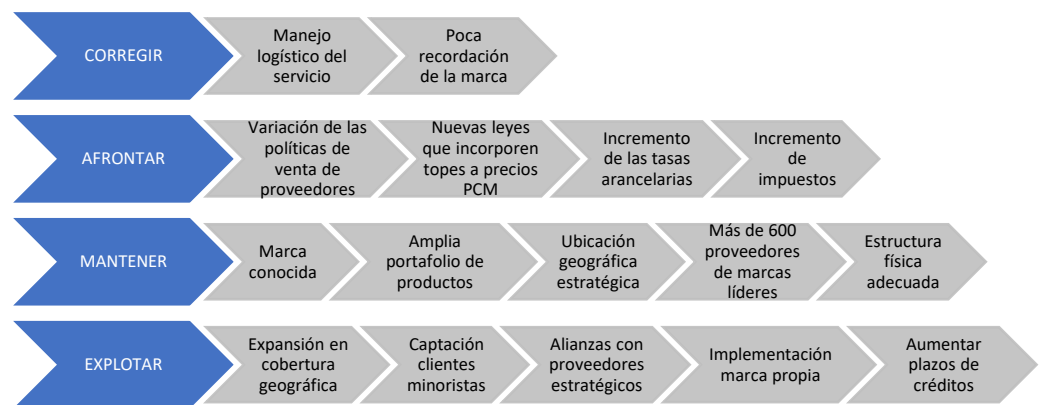 CORREGIR
Manejo
logístico del
servicio
Poca
recordación
de la marca
AFRONTAR
Variación de las
políticas de
venta de
proveedores
Nuevas leyes
que incorporen
topes a precios
PCM
Incremento
de las tasas
arancelarias
Incremento
de
impuestos
MANTENER
Marca
conocida
Amplia
portafolio de
productos
Ubicación
geográfica
estratégica
Más de 600
proveedores
de marcas
líderes
Estructura
física
adecuada
EXPLOTAR
Expansión en
cobertura
geográfica
Captación
clientes
minoristas
Alianzas con
proveedores
estratégicos
Implementación
marca propia
Aumentar
plazos de
créditos